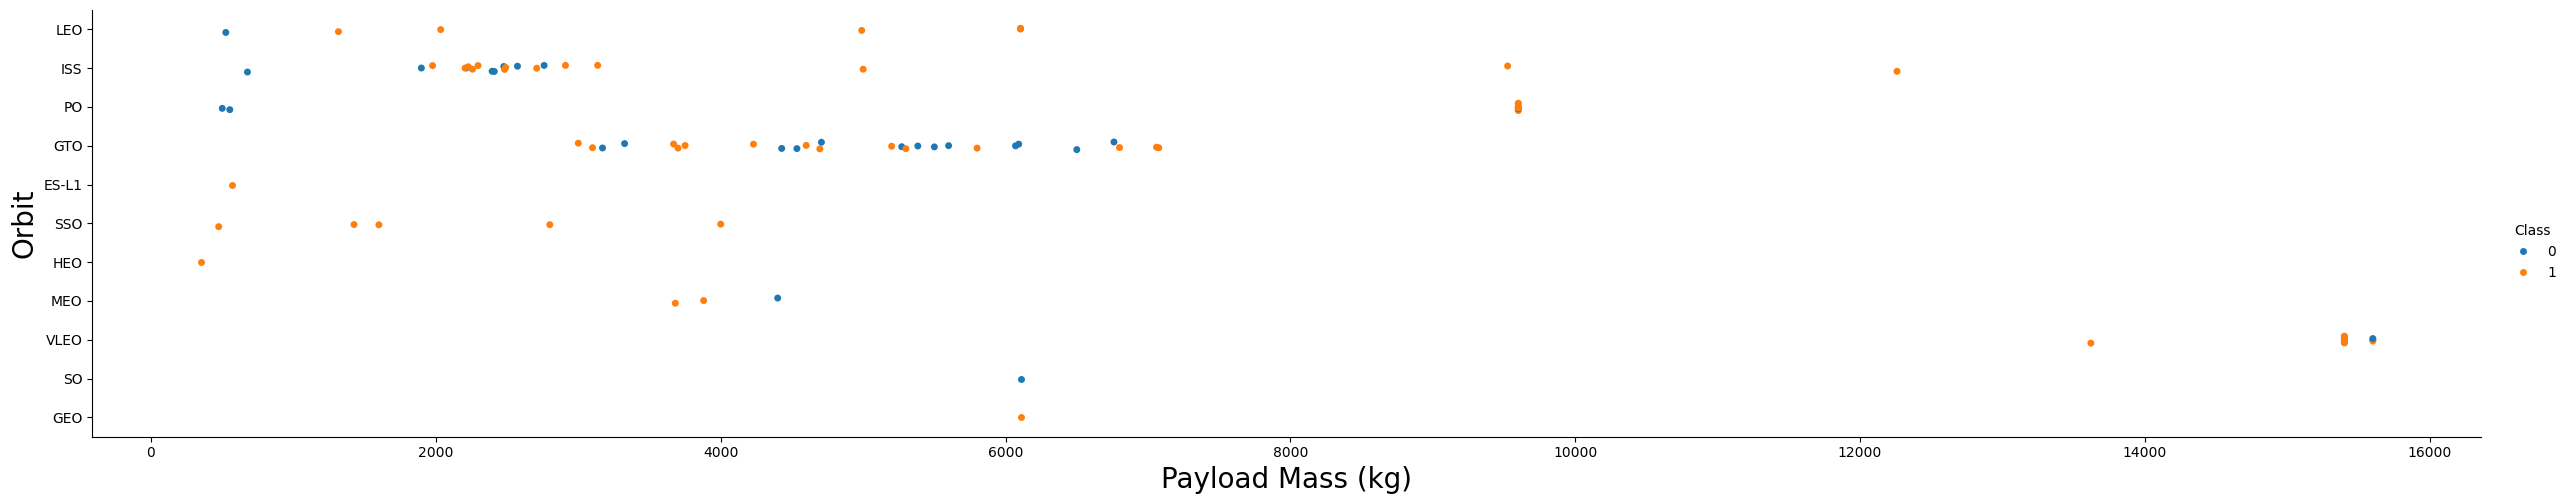 LEO
ISS
PO
GTO
ES-L1
SSO
HEO
MEO
VLEO
SO
GEO
Orbit
0 2000 4000 6000 8000 10000 12000 14000 16000
Payload Mass (kg)
Class
0
1